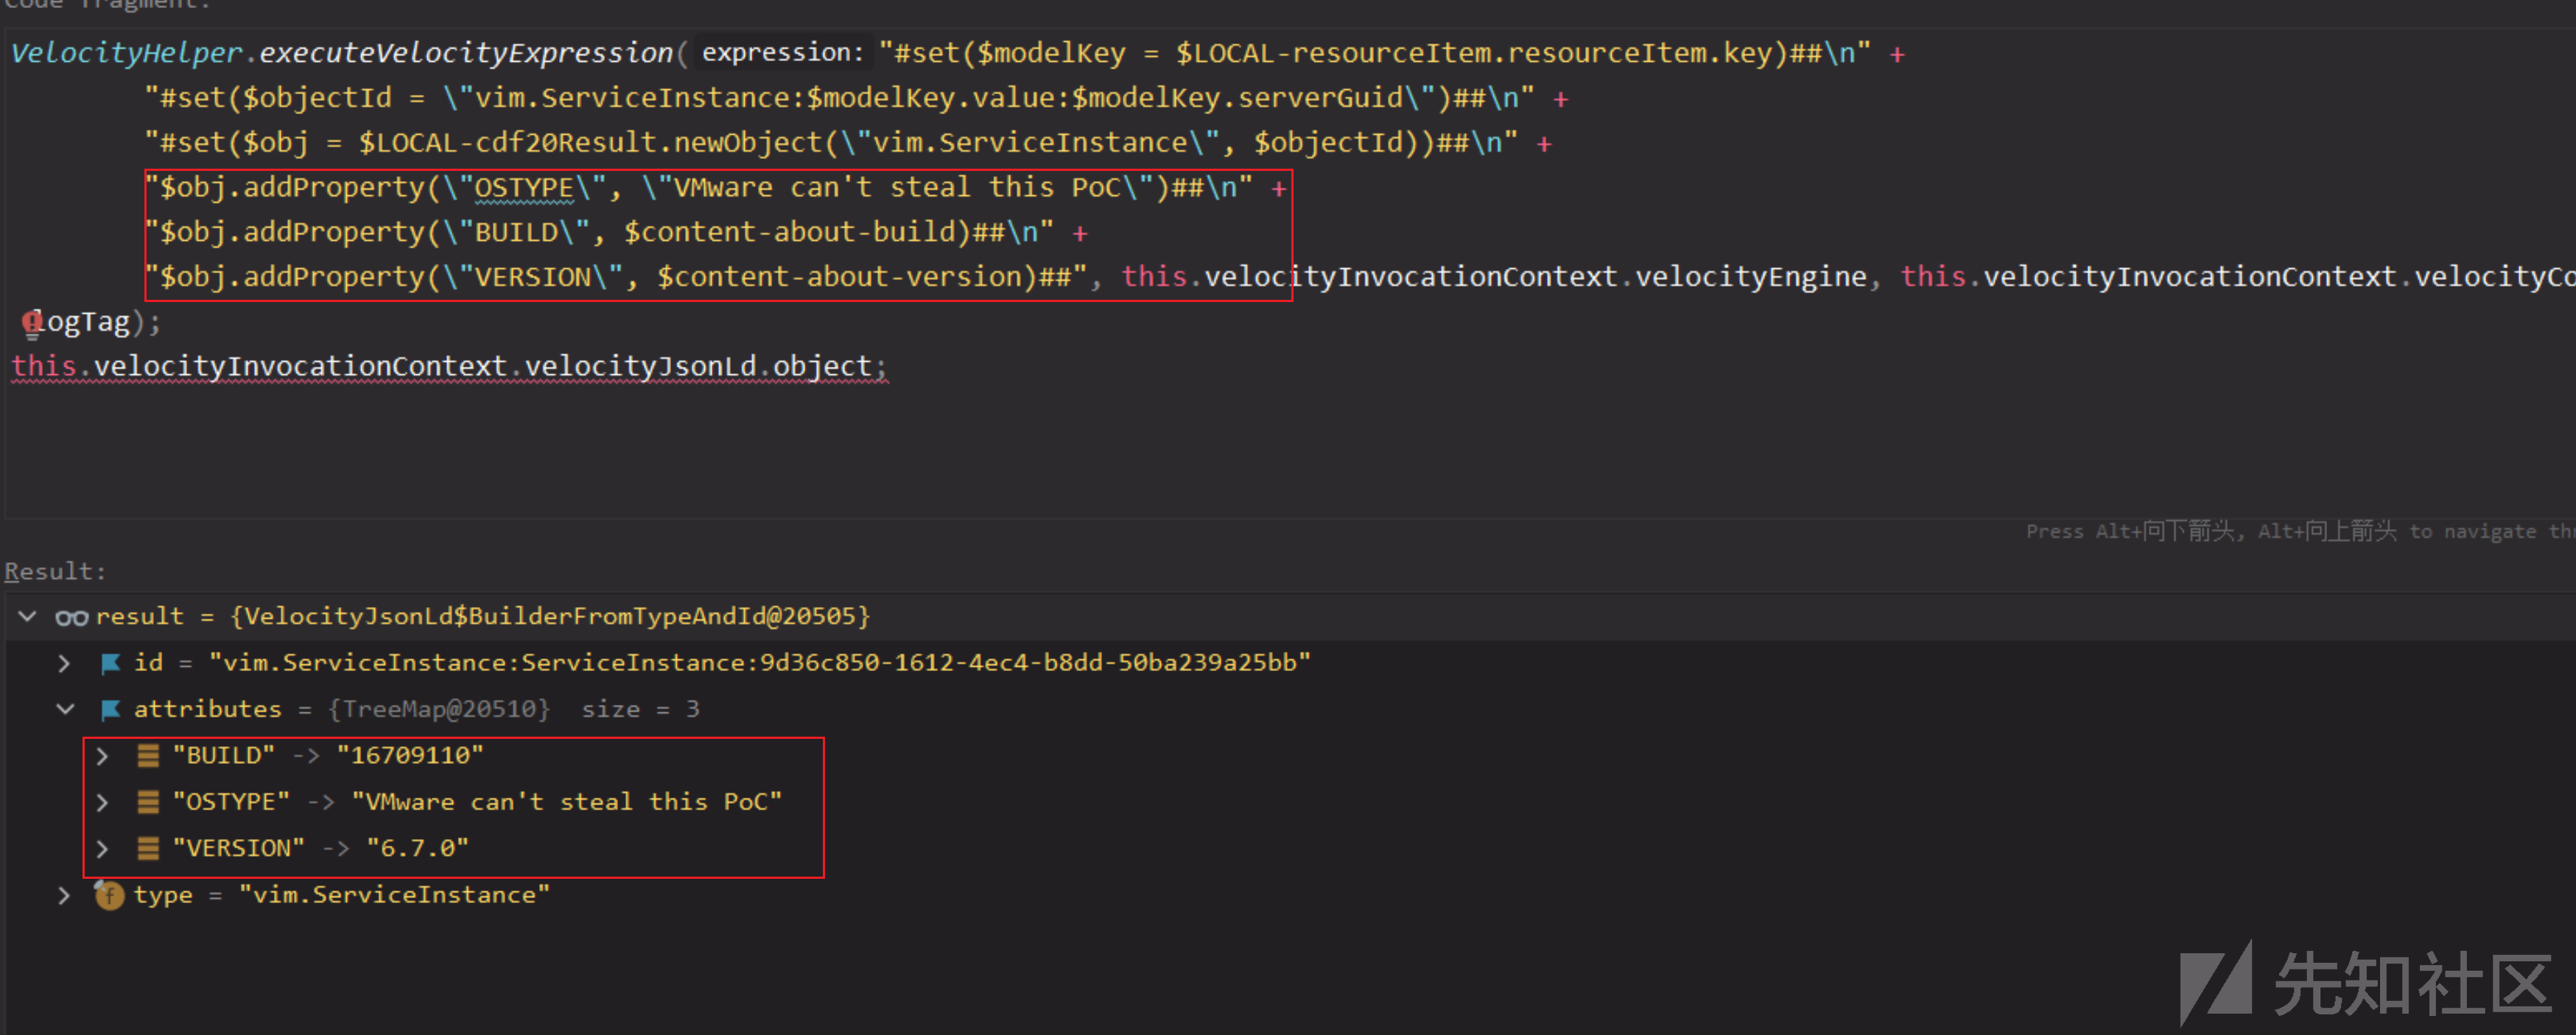 Code fragment:
VelocityHelper.executeVelocityExpression( expression: "#set($modelKey = $LOCAL-resourceItem.resourceItem.key)##\n" +
"#set($objectId = \"vim.ServiceInstance:$modelKey.value:$modelKey.serverGuid\")##\n" +
"#set($obj = $LOCAL-cdf20Result.newObject(\"vim.ServiceInstance\", $objectId))##\n" +
"$obj.addProperty(\"OSTYPE\", \"VMware can't steal this PoC\")##\n" +
"$obj.addProperty(\"BUILD\", $content-about-build)##\n" +
"$obj.addProperty(\"VERSION\", $content-about-version)##", this.velocityInvocationContext.velocityEngine, this.velocityInvocationContext.velocityCo
logTag);
this.velocityInvocationContext.velocityJsonLd.object;
Press Alt+向下箭头, Alt+向上箭头 to navigate thr
Result:
result = {VelocityJsonLd$BuilderFromTypeAndId@20505}
id = "vim.ServiceInstance:ServiceInstance:9d36c850-1612-4ec4-b8dd-50ba239a25bb"
attributes = {TreeMap@20510} size = 3
"BUILD" -> "16709110"
"OSTYPE" -> "VMware can't steal this PoC"
"VERSION" -> "6.7.0"
type = "vim.ServiceInstance"
先知社区